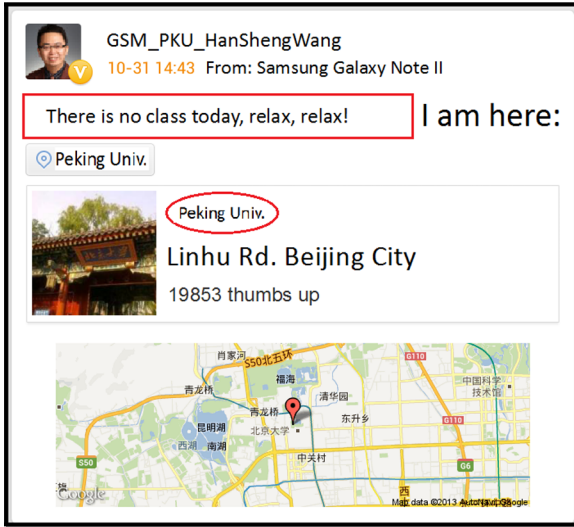 GSM_PKU_HanShengWang
10-31 14:43 From: Samsung Galaxy Note II
There is no class today, relax, relax!
I am here:
Peking Univ.
Peking Univ.
Linhu Rd. Beijing City
19853 thumbs up
肖家河
S50北五环
G110
中国科学
技术馆
福海
青龙桥
清华园
青龙桥
东升乡
昆明湖
北京大学
G110
西湖
南湖
中关村
S50
G6
西
Google
Map data ©2013 AutoNavi, Google